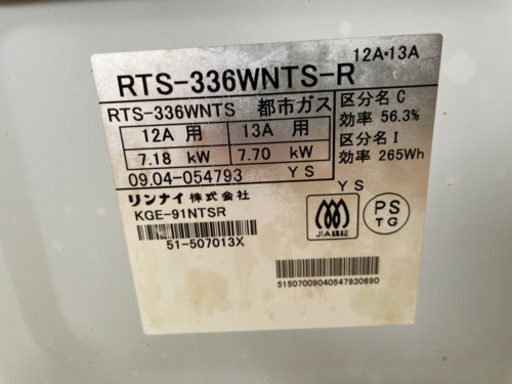 12A・13A
RTS-336WNTS-R
RTS-336WNTS 都市ガス
12A 用 13A 用
7.18 kW 7.70 kW
09.04-054793 YS
区分名 C
効率 56.3%
区分名 I
効率 265Wh
YS
リンナイ株式会社
KGE-91NTSR
51-507013X
JIA認証
PS
TG
51507009040547930690